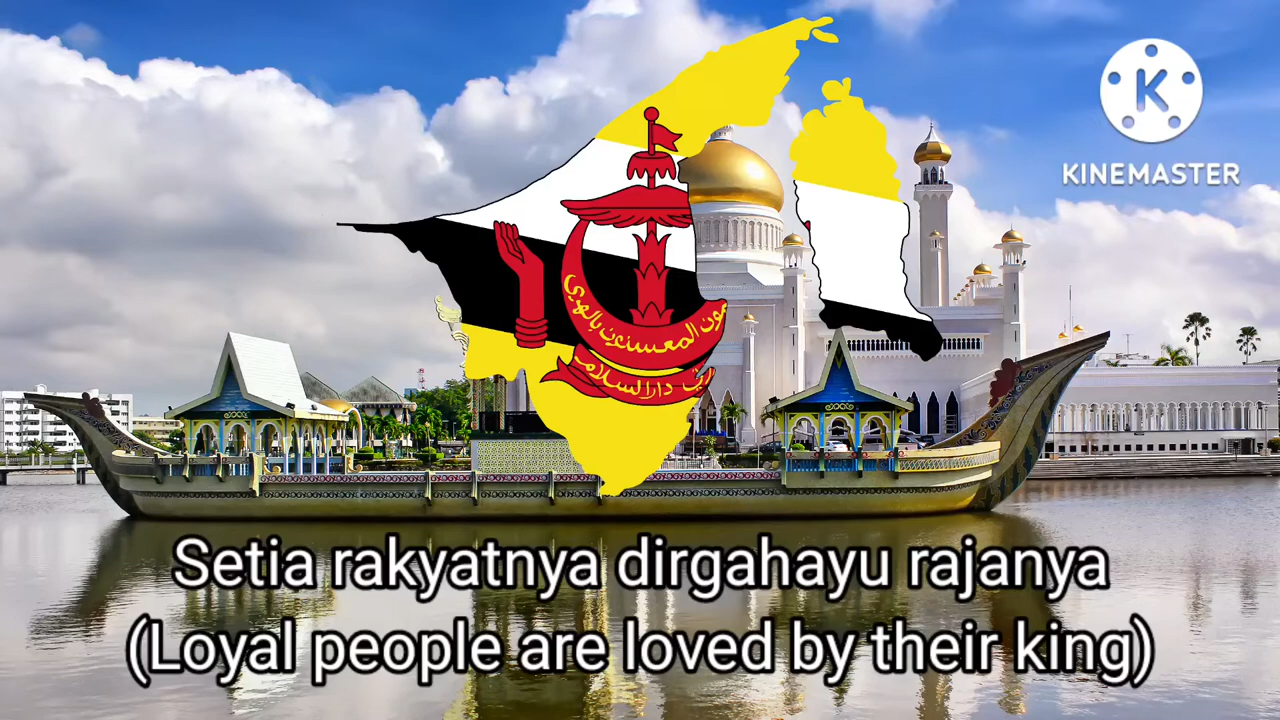 K
KINEMASTER
Setia rakyatnya dirgahayu rajanya
(Loyal people are loved by their king)